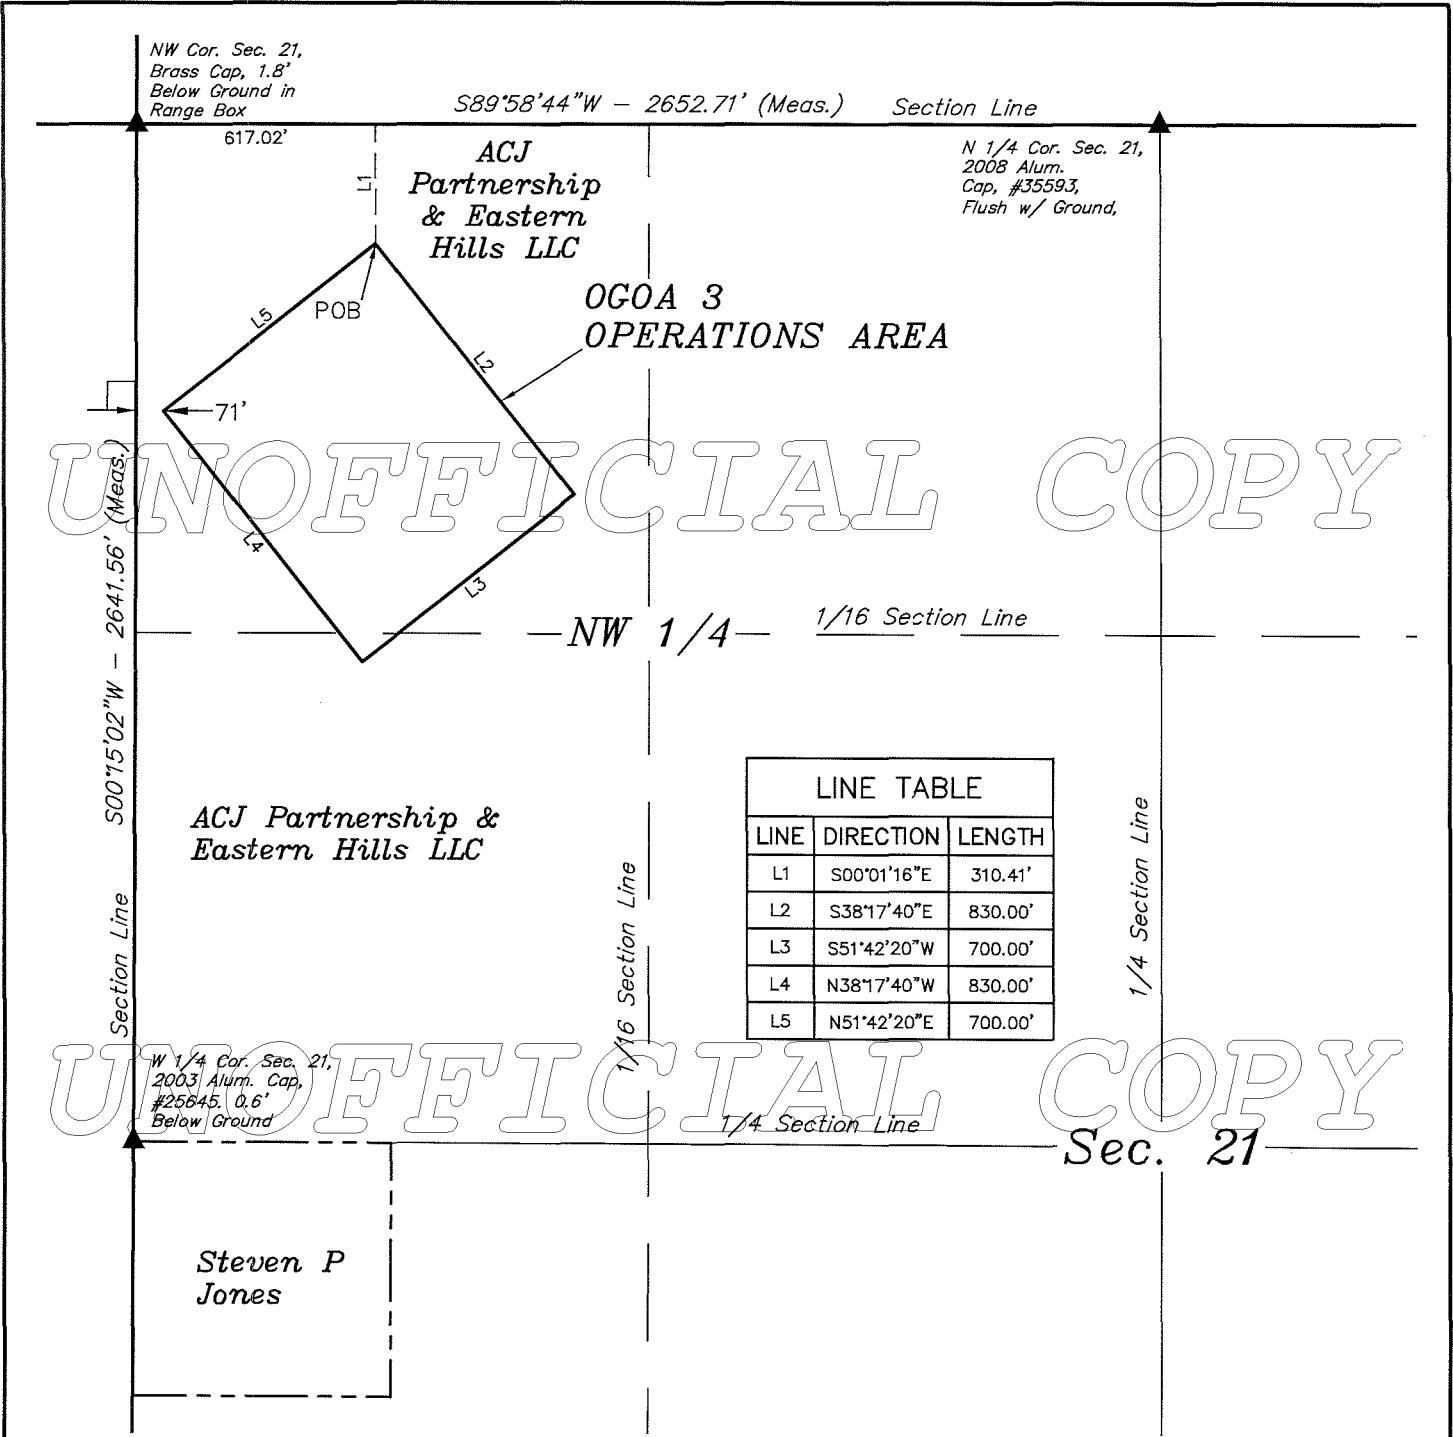 NW Cor. Sec. 21,
Brass Cap, 1.8'
Below Ground in
Range Box
S89°58'44"W – 2652.71' (Meas.)
Section Line
617.02'
N 1/4 Cor. Sec. 21,
2008 Alum.
Cap, #35593,
Flush w/ Ground,
L1
ACJ
Partnership
& Eastern
Hills LLC
OGOA 3
OPERATIONS AREA
POB
L5
L2
71'
UNOFFICIAL COPY
L4
L3
S00°15'02"W – 2641.56' (Meas.)
Section Line
NW 1/4
1/16 Section Line
ACJ Partnership &
Eastern Hills LLC
1/16 Section Line
LINE TABLE
LINE DIRECTION LENGTH
L1 S00°01'16"E 310.41'
L2 S38°17'40"E 830.00'
L3 S51°42'20"W 700.00'
L4 N38°17'40"W 830.00'
L5 N51°42'20"E 700.00'
1/4 Section Line
UNOFFICIAL COPY
W 1/4 Cor. Sec. 21,
2003 Alum. Cap,
#25645. 0.6'
Below Ground
1/4 Section Line
Sec. 21
Steven P
Jones